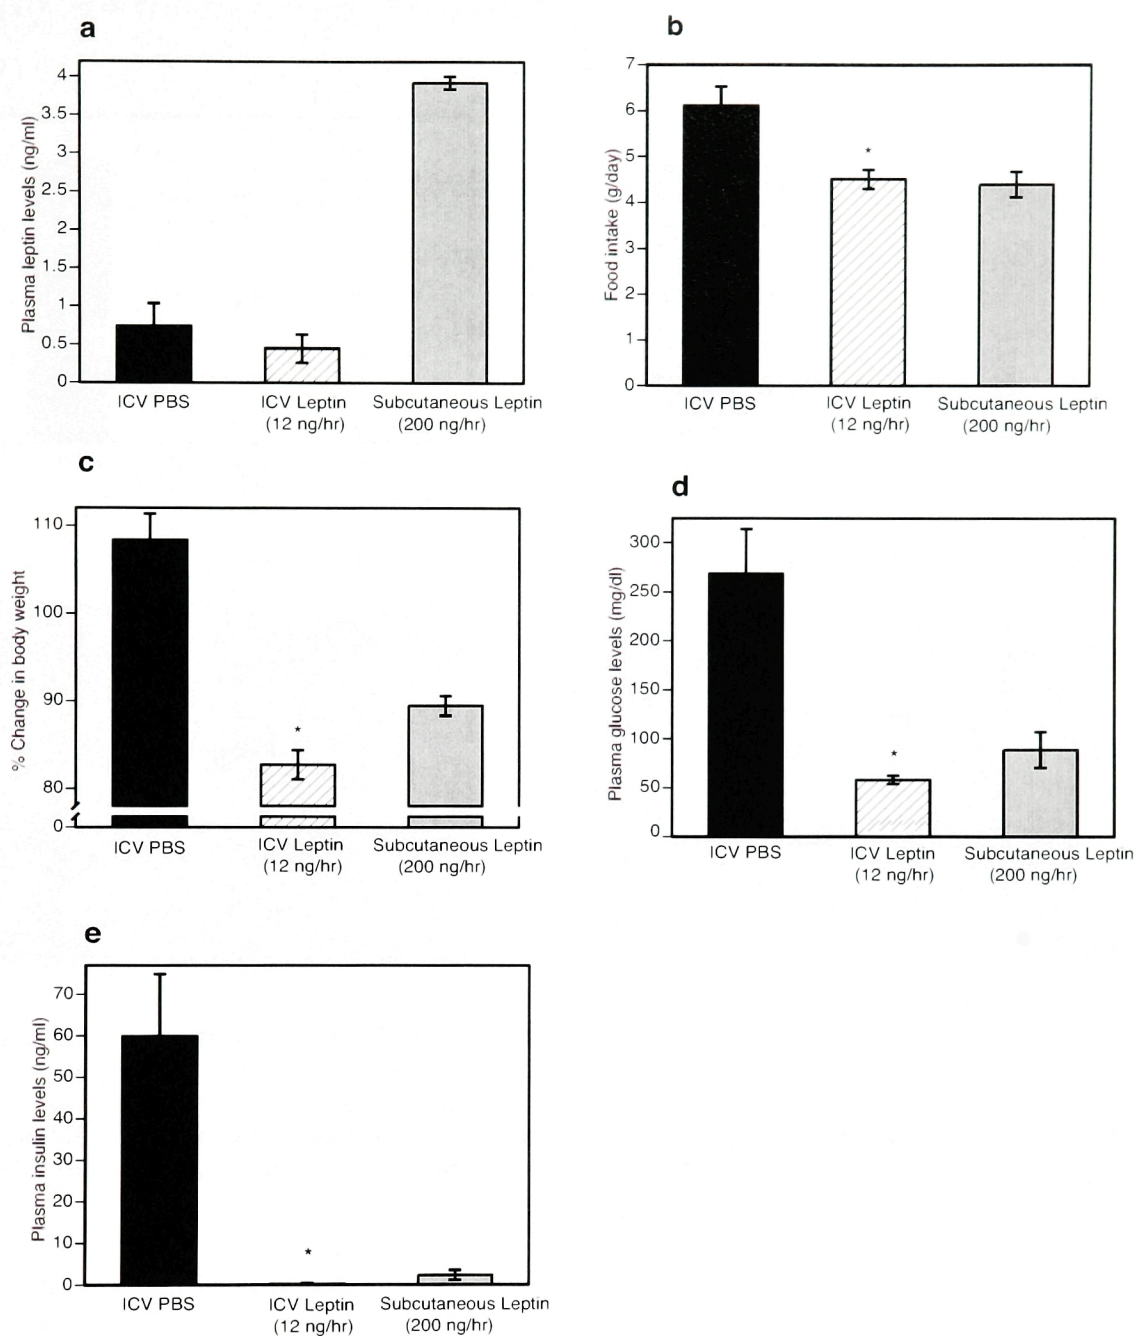 a
Plasma leptin levels (ng/ml)
4
3.5
3
2.5
2
1.5
1
0.5
0
ICV PBS
ICV Leptin
(12 ng/hr)
Subcutaneous Leptin
(200 ng/hr)
b
Food intake (g/day)
7
6
5
4
3
2
1
0
*
ICV PBS
ICV Leptin
(12 ng/hr)
Subcutaneous Leptin
(200 ng/hr)
c
% Change in body weight
110
100
90
80
0
*
ICV PBS
ICV Leptin
(12 ng/hr)
Subcutaneous Leptin
(200 ng/hr)
d
Plasma glucose levels (mg/dl)
300
250
200
150
100
50
0
*
ICV PBS
ICV Leptin
(12 ng/hr)
Subcutaneous Leptin
(200 ng/hr)
e
Plasma insulin levels (ng/ml)
70
60
50
40
30
20
10
0
*
ICV PBS
ICV Leptin
(12 ng/hr)
Subcutaneous Leptin
(200 ng/hr)